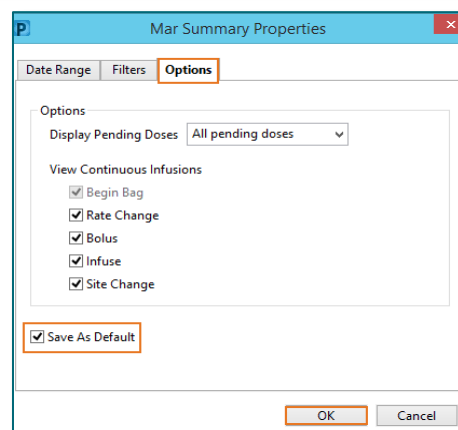 P Mar Summary Properties ×
Date Range Filters Options
Options
Display Pending Doses All pending doses
View Continuous Infusions
Begin Bag
Rate Change
Bolus
Infuse
Site Change
Save As Default
OK Cancel